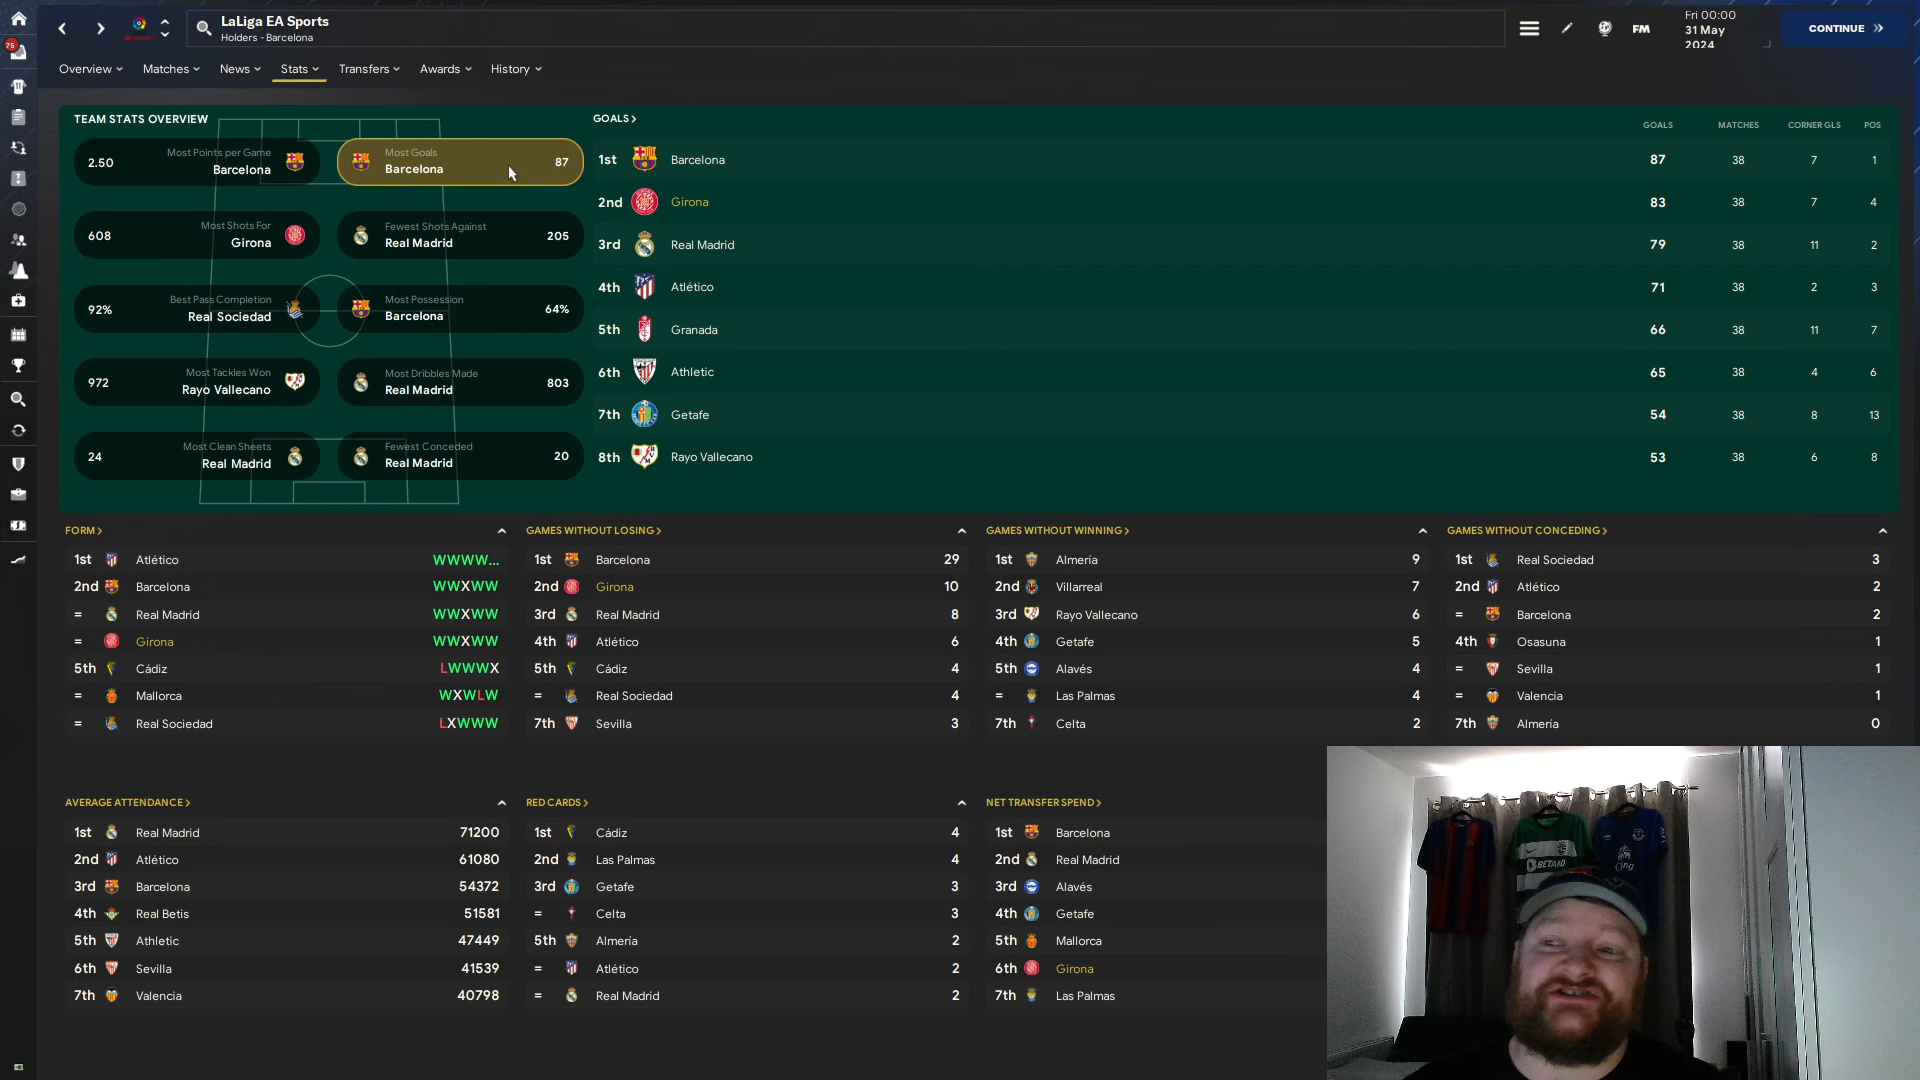 LaLiga EA Sports
Holders - Barcelona
Fri 00:00
31 May
2024
FM
CONTINUE
75
Overview
Matches
News
Stats
Transfers
Awards
History
TEAM STATS OVERVIEW
2.50 Most Points per Game Barcelona
Most Goals Barcelona 87
608 Most Shots For Girona
Fewest Shots Against Real Madrid 205
92% Best Pass Completion Real Sociedad
Most Possession Barcelona 64%
972 Most Tackles Won Rayo Vallecano
Most Dribbles Made Real Madrid 803
24 Most Clean Sheets Real Madrid
Fewest Conceded Real Madrid 20
GOALS GOALS MATCHES CORNER GLS POS
1st Barcelona 87 38 7 1
2nd Girona 83 38 7 4
3rd Real Madrid 79 38 11 2
4th Atlético 71 38 2 3
5th Granada 66 38 11 7
6th Athletic 65 38 4 6
7th Getafe 54 38 8 13
8th Rayo Vallecano 53 38 6 8
FORM
1st Atlético WWWW...
2nd Barcelona WWXWW
= Real Madrid WWXWW
= Girona WWXWW
5th Cádiz LWWWX
= Mallorca WXWLW
= Real Sociedad LXWWW
GAMES WITHOUT LOSING
1st Barcelona 29
2nd Girona 10
3rd Real Madrid 8
4th Atlético 6
5th Cádiz 4
= Real Sociedad 4
7th Sevilla 3
GAMES WITHOUT WINNING
1st Almería 9
2nd Villarreal 7
3rd Rayo Vallecano 6
4th Getafe 5
5th Alavés 4
= Las Palmas 4
7th Celta 2
GAMES WITHOUT CONCEDING
1st Real Sociedad 3
2nd Atlético 2
= Barcelona 2
4th Osasuna 1
= Sevilla 1
= Valencia 1
7th Almería 0
AVERAGE ATTENDANCE
1st Real Madrid 71200
2nd Atlético 61080
3rd Barcelona 54372
4th Real Betis 51581
5th Athletic 47449
6th Sevilla 41539
7th Valencia 40798
RED CARDS
1st Cádiz 4
2nd Las Palmas 4
3rd Getafe 3
= Celta 3
5th Almería 2
= Atlético 2
= Real Madrid 2
NET TRANSFER SPEND
1st Barcelona
2nd Real Madrid
3rd Alavés
4th Getafe
5th Mallorca
6th Girona
7th Las Palmas
BETANO